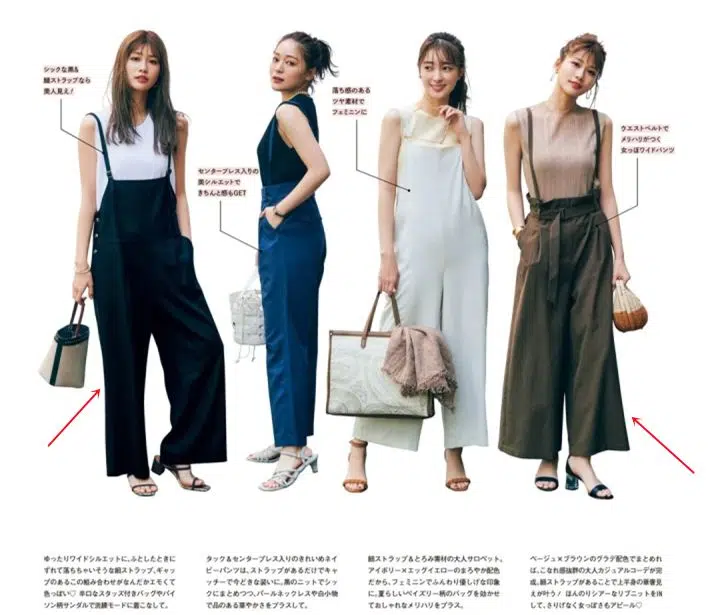 シックな黒&
細ストラップなら
美人見え!
センタープレス入りの
美シルエットで
きちんと感もGET
落ち感のある
ツヤ素材で
フェミニンに
ウエストベルトで
メリハリがつく
女っぽワイドパンツ
ゆったりワイドシルエットに、ふとしたときに
ずれて落ちちゃいそうな細ストラップ。ギャッ
プのあるこの組み合わせがなんだかエモくて
色っぽい♡ 辛口なスタッズ付きバッグやパイ
ソン柄サンダルで洗練モードに着こなして。
タック&センタープレス入りのきれいめネイ
ビーパンツは、ストラップがあるだけでキャ
ッチーで今どきな装いに。黒のニットでシッ
クにまとめつつ、パールネックレスや白小物
で品のある華やかさをプラスして。
細ストラップ&とろみ素材の大人サロペット。
アイボリー×エッグイエローのまろやか配色
だから、フェミニンでふんわり優しげな印象
に。夏らしいペイズリー柄のバッグを効かせ
ておしゃれなメリハリをプラス。
ベージュ×ブラウンのグラデ配色でまとめれ
ば、こなれ感抜群の大人カジュアルコーデが完
成。細ストラップがあることで上半身の華奢見
えが叶う! ほんのりシアーなリブニットをIN
してさりげなく女っぽさもアピール♡